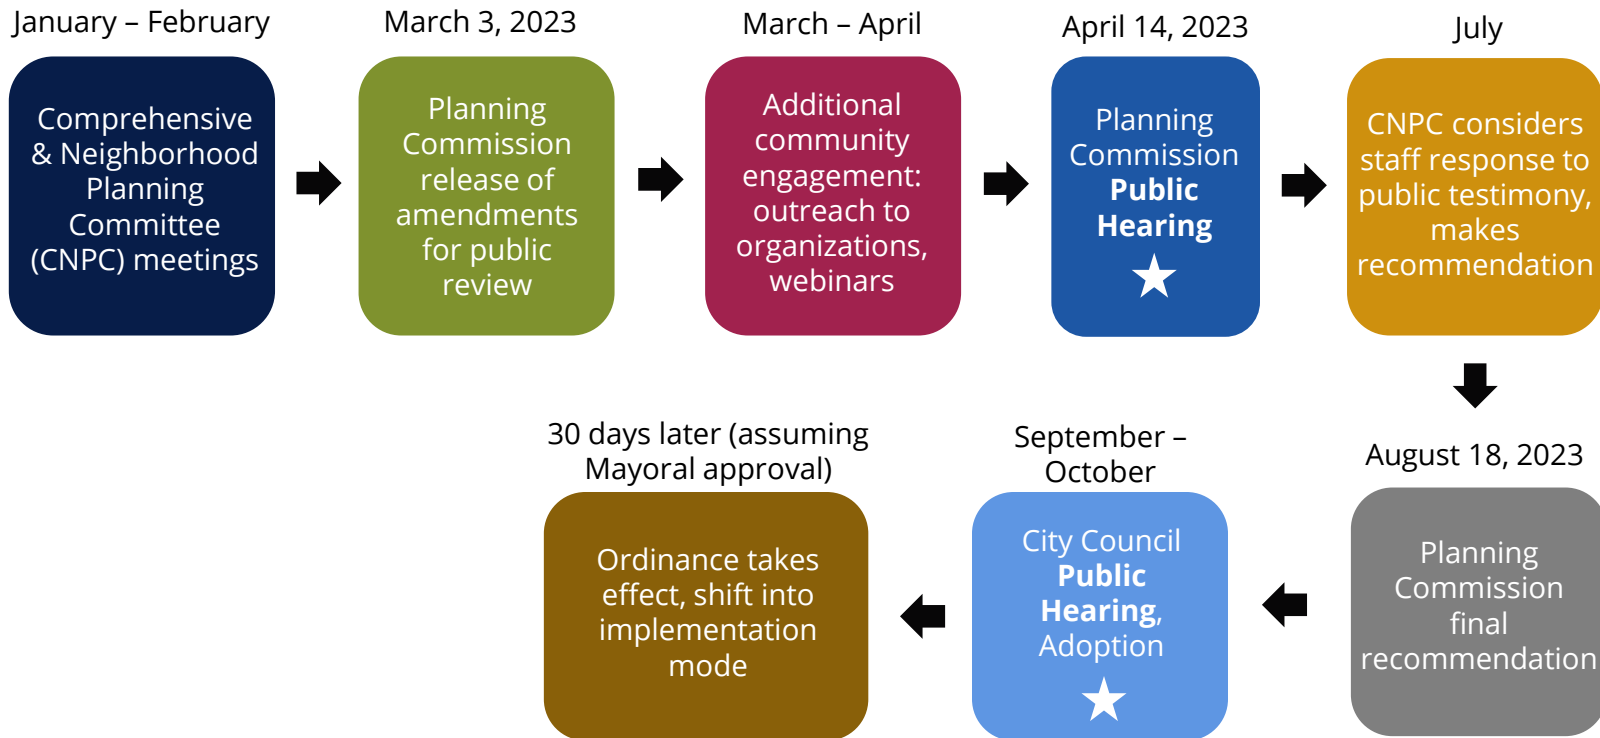 January – February
Comprehensive
& Neighborhood
Planning
Committee
(CNPC) meetings
March 3, 2023
Planning
Commission
release of
amendments
for public
review
March – April
Additional
community
engagement:
outreach to
organizations,
webinars
April 14, 2023
Planning
Commission
Public
Hearing
July
CNPC considers
staff response to
public testimony,
makes
recommendation
August 18, 2023
Planning
Commission
final
recommendation
September –
October
City Council
Public
Hearing,
Adoption
30 days later (assuming
Mayoral approval)
Ordinance takes
effect, shift into
implementation
mode